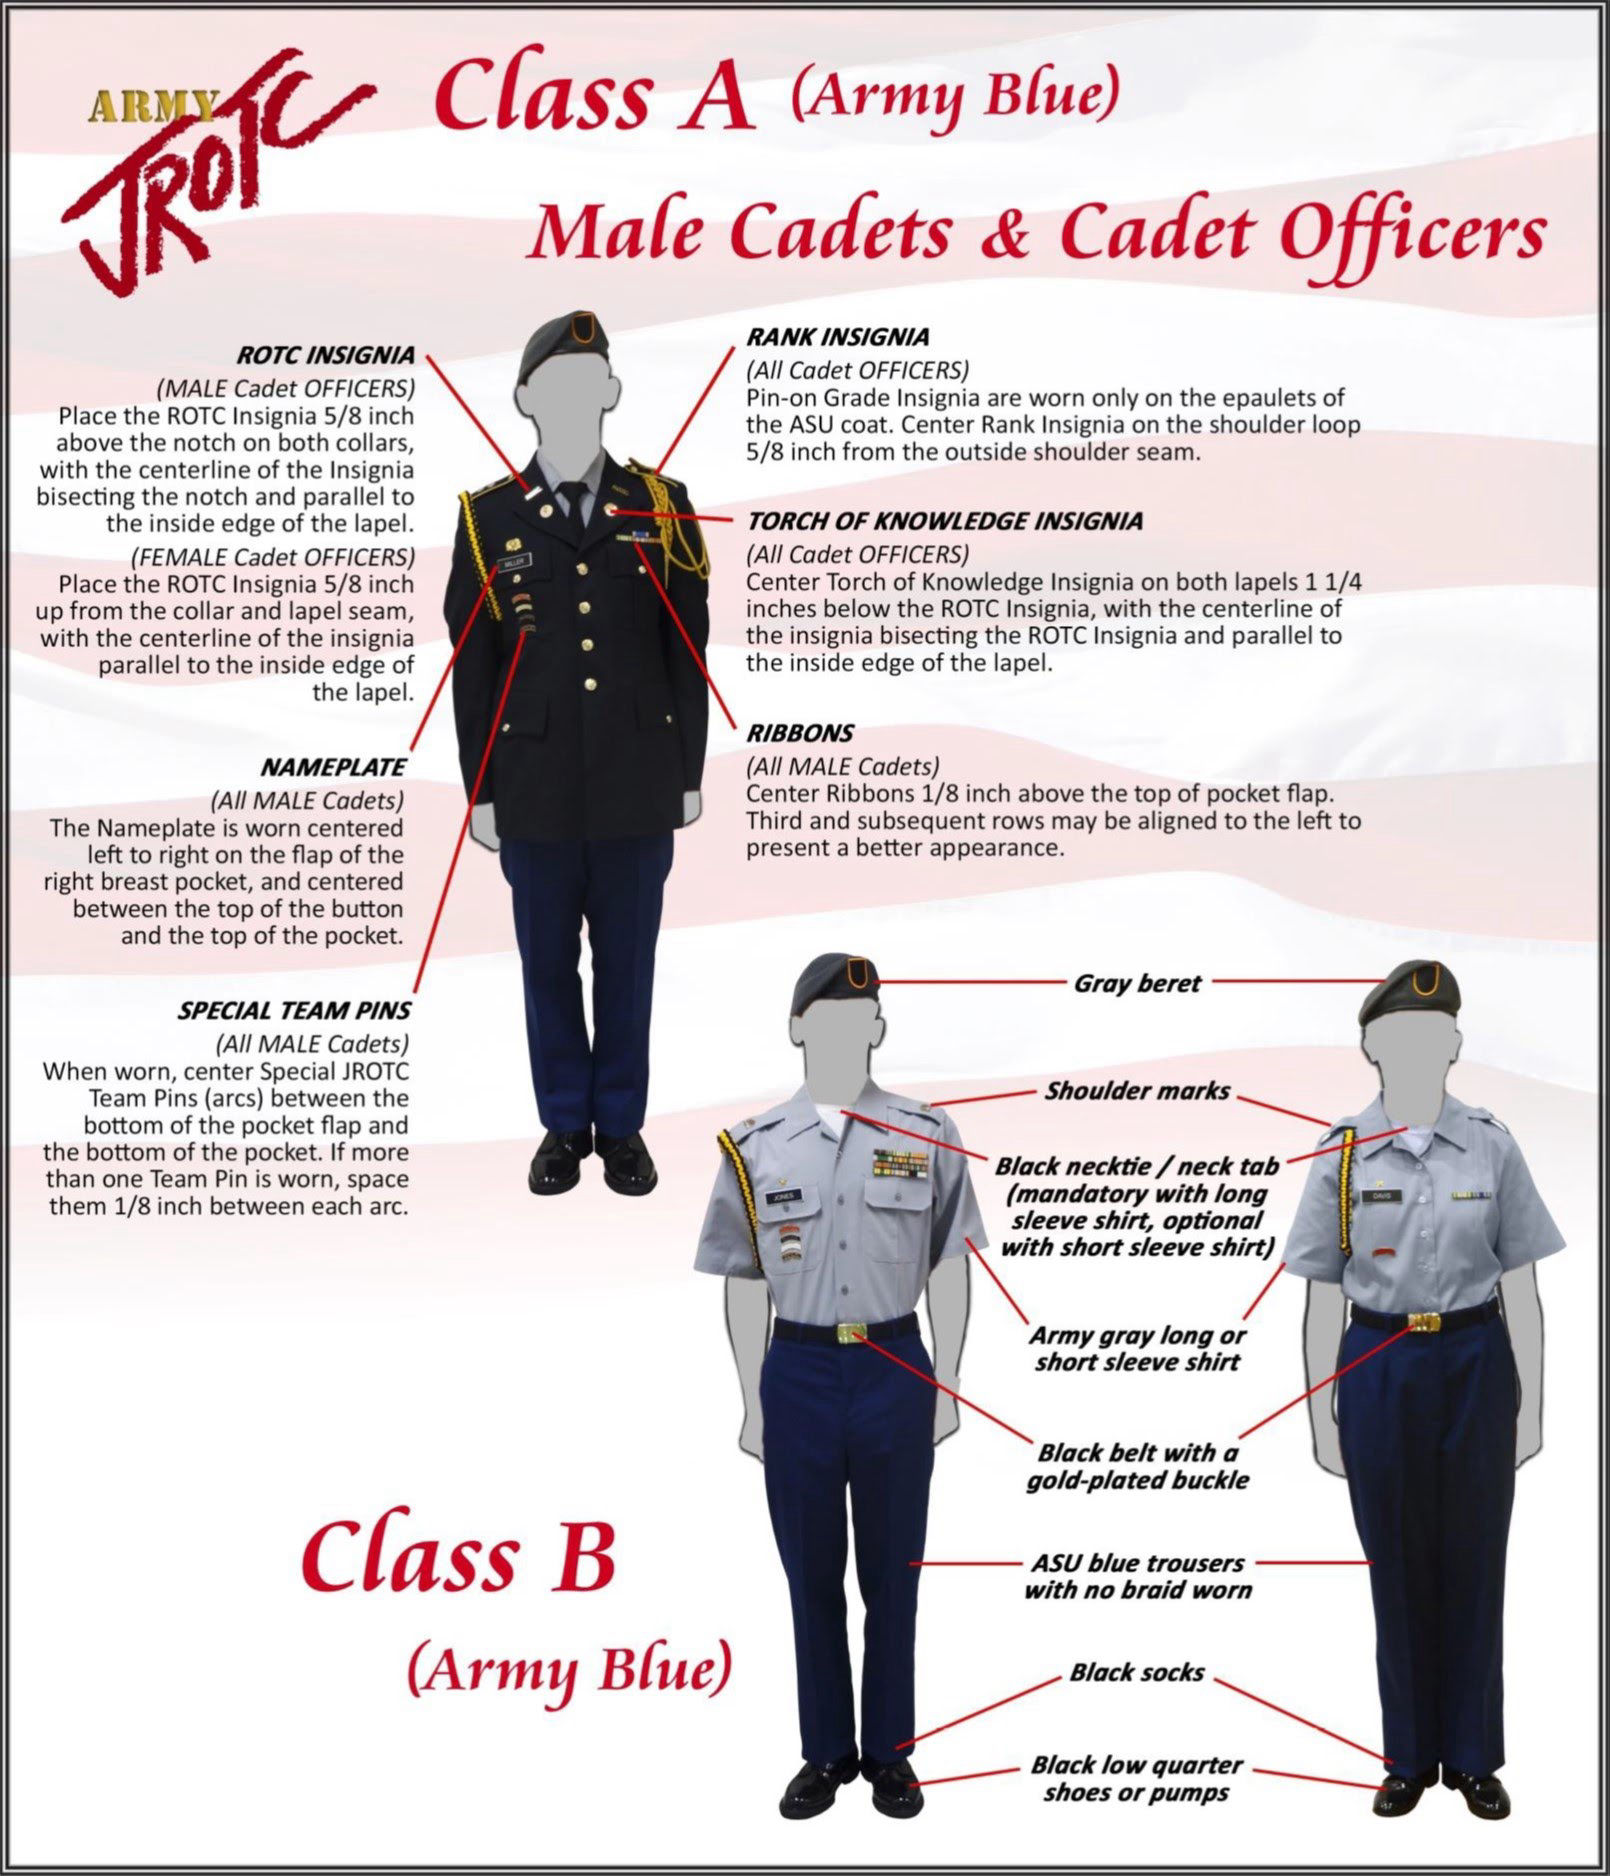 ARMY
JROTC
Class A (Army Blue)
Male Cadets & Cadet Officers
ROTC INSIGNIA
(MALE Cadet OFFICERS)
Place the ROTC Insignia 5/8 inch
above the notch on both collars,
with the centerline of the Insignia
bisecting the notch and parallel to
the inside edge of the lapel.
(FEMALE Cadet OFFICERS)
Place the ROTC Insignia 5/8 inch
up from the collar and lapel seam,
with the centerline of the insignia
parallel to the inside edge of
the lapel.
NAMEPLATE
(All MALE Cadets)
The Nameplate is worn centered
left to right on the flap of the
right breast pocket, and centered
between the top of the button
and the top of the pocket.
SPECIAL TEAM PINS
(All MALE Cadets)
When worn, center Special JROTC
Team Pins (arcs) between the
bottom of the pocket flap and
the bottom of the pocket. If more
than one Team Pin is worn, space
them 1/8 inch between each arc.
MILLER
RANK INSIGNIA
(All Cadet OFFICERS)
Pin-on Grade Insignia are worn only on the epaulets of
the ASU coat. Center Rank Insignia on the shoulder loop
5/8 inch from the outside shoulder seam.
TORCH OF KNOWLEDGE INSIGNIA
(All Cadet OFFICERS)
Center Torch of Knowledge Insignia on both lapels 1 1/4
inches below the ROTC Insignia, with the centerline of
the insignia bisecting the ROTC Insignia and parallel to
the inside edge of the lapel.
RIBBONS
(All MALE Cadets)
Center Ribbons 1/8 inch above the top of pocket flap.
Third and subsequent rows may be aligned to the left to
present a better appearance.
Gray beret
Shoulder marks
Black necktie / neck tab
(mandatory with long
sleeve shirt, optional
with short sleeve shirt)
JONES
DAVIS
Army gray long or
short sleeve shirt
Black belt with a
gold-plated buckle
ASU blue trousers
with no braid worn
Black socks
Black low quarter
shoes or pumps
Class B
(Army Blue)